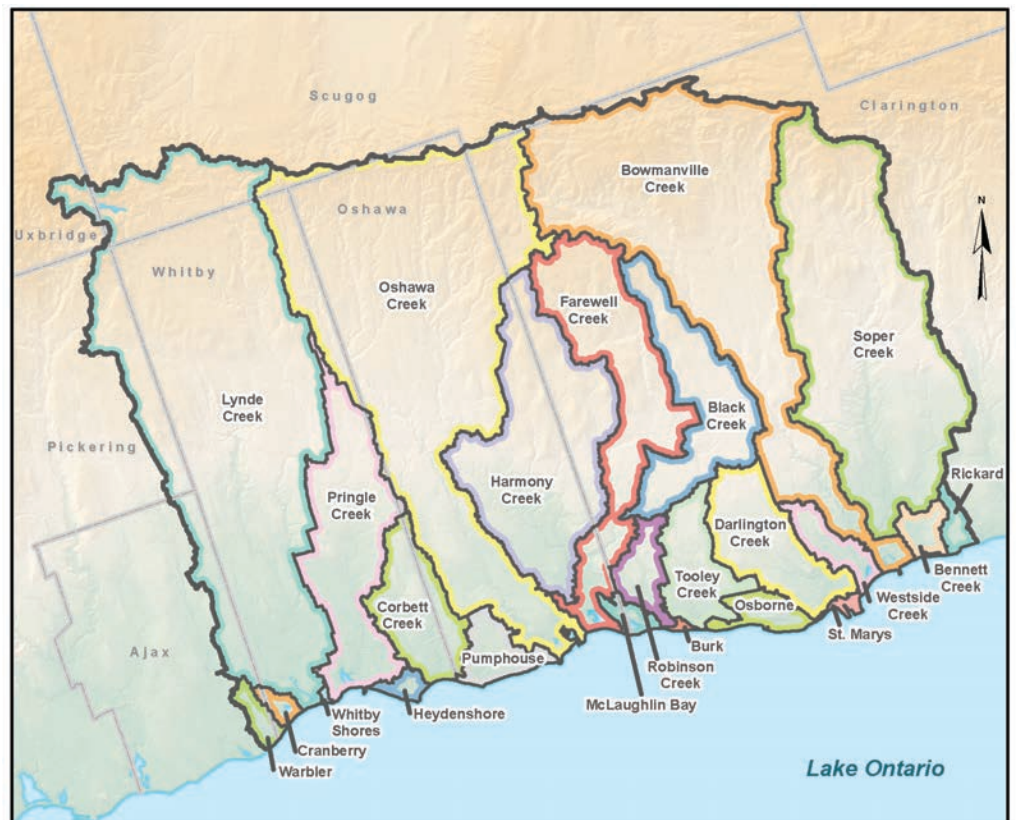 Scugog
Clarington
Bowmanville
Creek
N
Oshawa
Uxbridge
Whitby
Oshawa
Creek
Farewell
Creek
Soper
Creek
Lynde
Creek
Black
Creek
Pickering
Rickard
Harmony
Creek
Pringle
Creek
Darlington
Creek
Bennett
Creek
Tooley
Creek
Westside
Creek
Corbett
Creek
Osborne
St. Marys
Burk
Pumphouse
Ajax
Robinson
Creek
McLaughlin Bay
Whitby
Shores
Heydenshore
Cranberry
Warbler
Lake Ontario